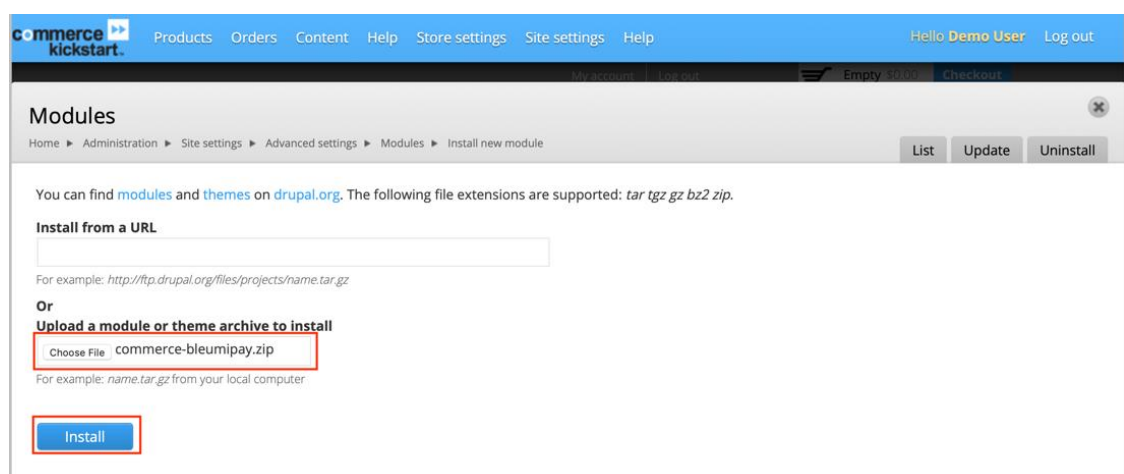 commerce
kickstart.
Products Orders Content Help Store settings Site settings Help
Hello Demo User Log out
My account Log out
Empty $0.00 Checkout
Modules
Home ► Administration ► Site settings ► Advanced settings ► Modules ► Install new module
List Update Uninstall
You can find modules and themes on drupal.org. The following file extensions are supported: tar tgz gz bz2 zip.
Install from a URL
For example: http://ftp.drupal.org/files/projects/name.tar.gz
Or
Upload a module or theme archive to install
Choose File commerce-bleumipay.zip
For example: name.tar.gz from your local computer
Install